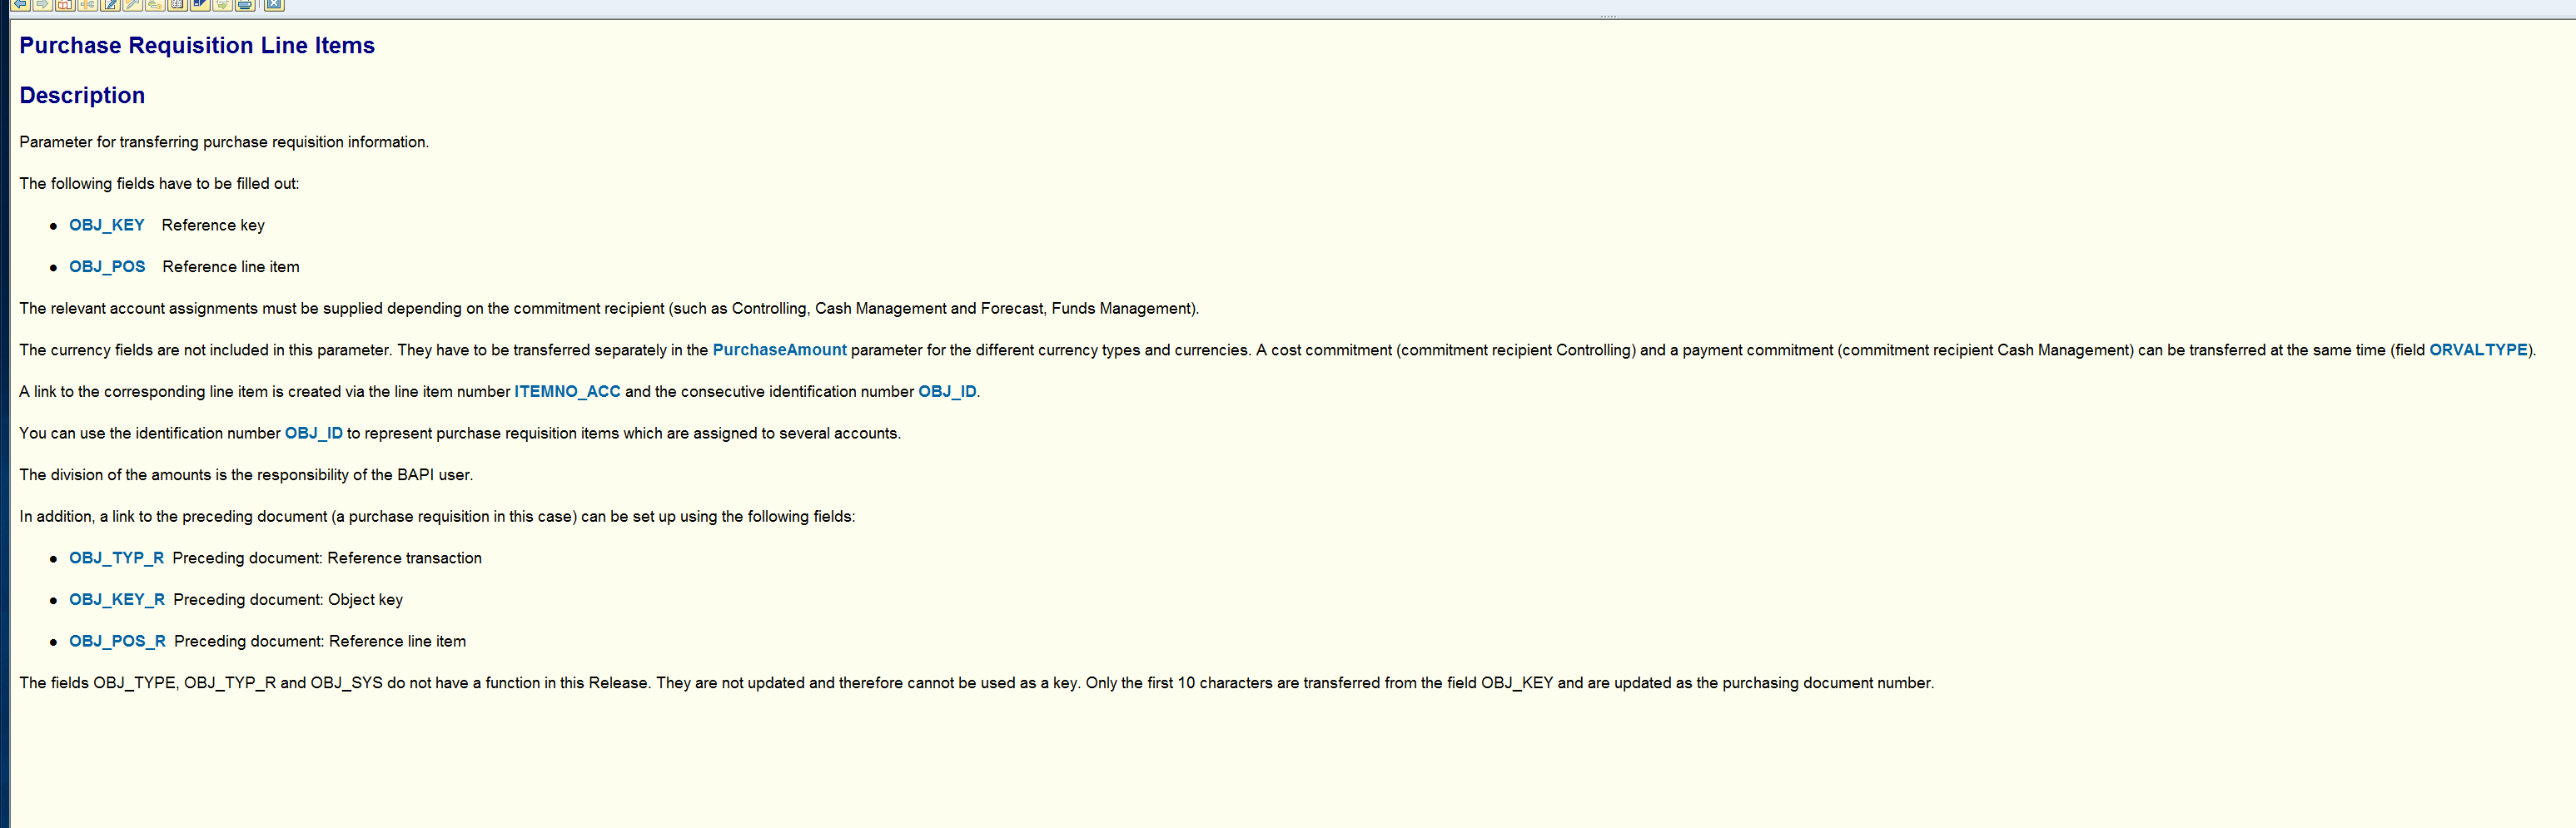 Purchase Requisition Line Items
Description
Parameter for transferring purchase requisition information.
The following fields have to be filled out:
• OBJ_KEY Reference key
• OBJ_POS Reference line item
The relevant account assignments must be supplied depending on the commitment recipient (such as Controlling, Cash Management and Forecast, Funds Management).
The currency fields are not included in this parameter. They have to be transferred separately in the PurchaseAmount parameter for the different currency types and currencies. A cost commitment (commitment recipient Controlling) and a payment commitment (commitment recipient Cash Management) can be transferred at the same time (field ORVALTYPE).
A link to the corresponding line item is created via the line item number ITEMNO_ACC and the consecutive identification number OBJ_ID.
You can use the identification number OBJ_ID to represent purchase requisition items which are assigned to several accounts.
The division of the amounts is the responsibility of the BAPI user.
In addition, a link to the preceding document (a purchase requisition in this case) can be set up using the following fields:
• OBJ_TYP_R Preceding document: Reference transaction
• OBJ_KEY_R Preceding document: Object key
• OBJ_POS_R Preceding document: Reference line item
The fields OBJ_TYPE, OBJ_TYP_R and OBJ_SYS do not have a function in this Release. They are not updated and therefore cannot be used as a key. Only the first 10 characters are transferred from the field OBJ_KEY and are updated as the purchasing document number.